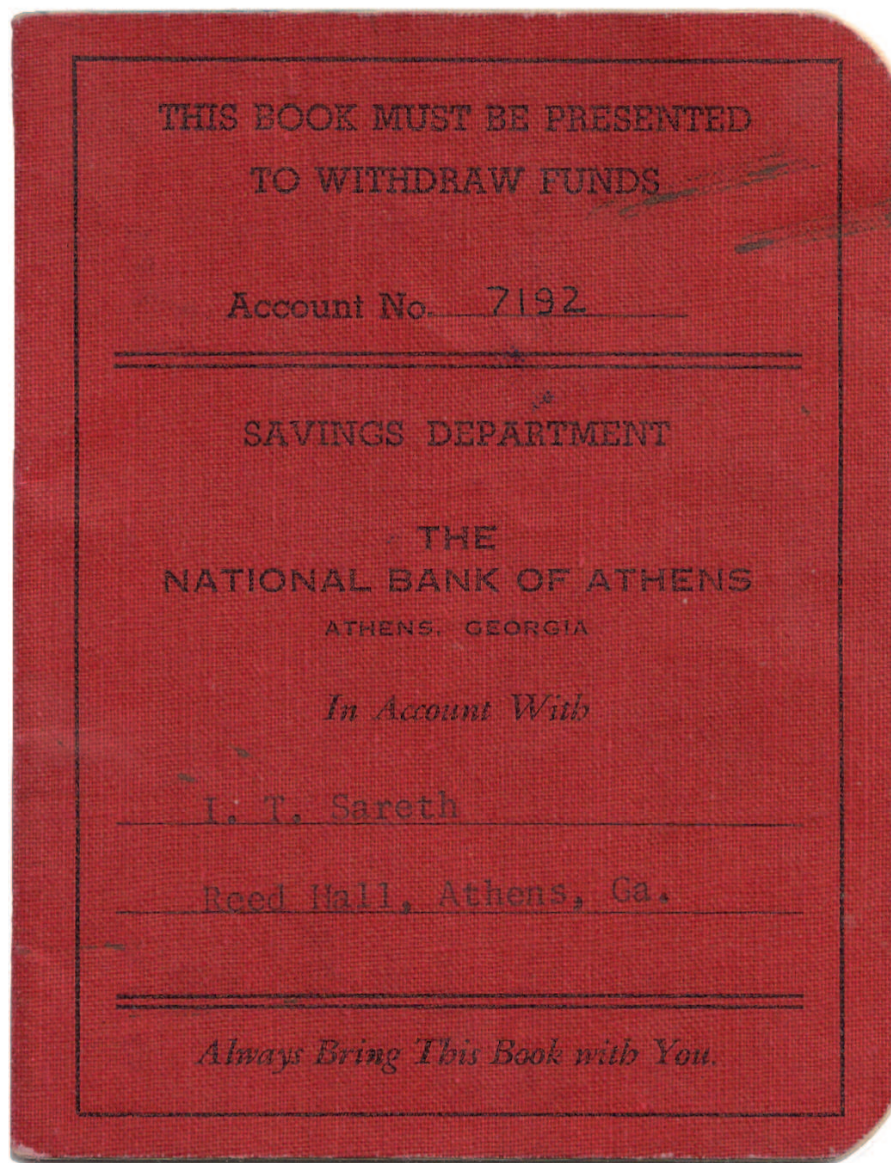 THIS BOOK MUST BE PRESENTED
TO WITHDRAW FUNDS
Account No. 7192
SAVINGS DEPARTMENT
THE
NATIONAL BANK OF ATHENS
ATHENS, GEORGIA
In Account With
I. T. Sareth
Reed Hall, Athens, Ga.
Always Bring This Book with You.